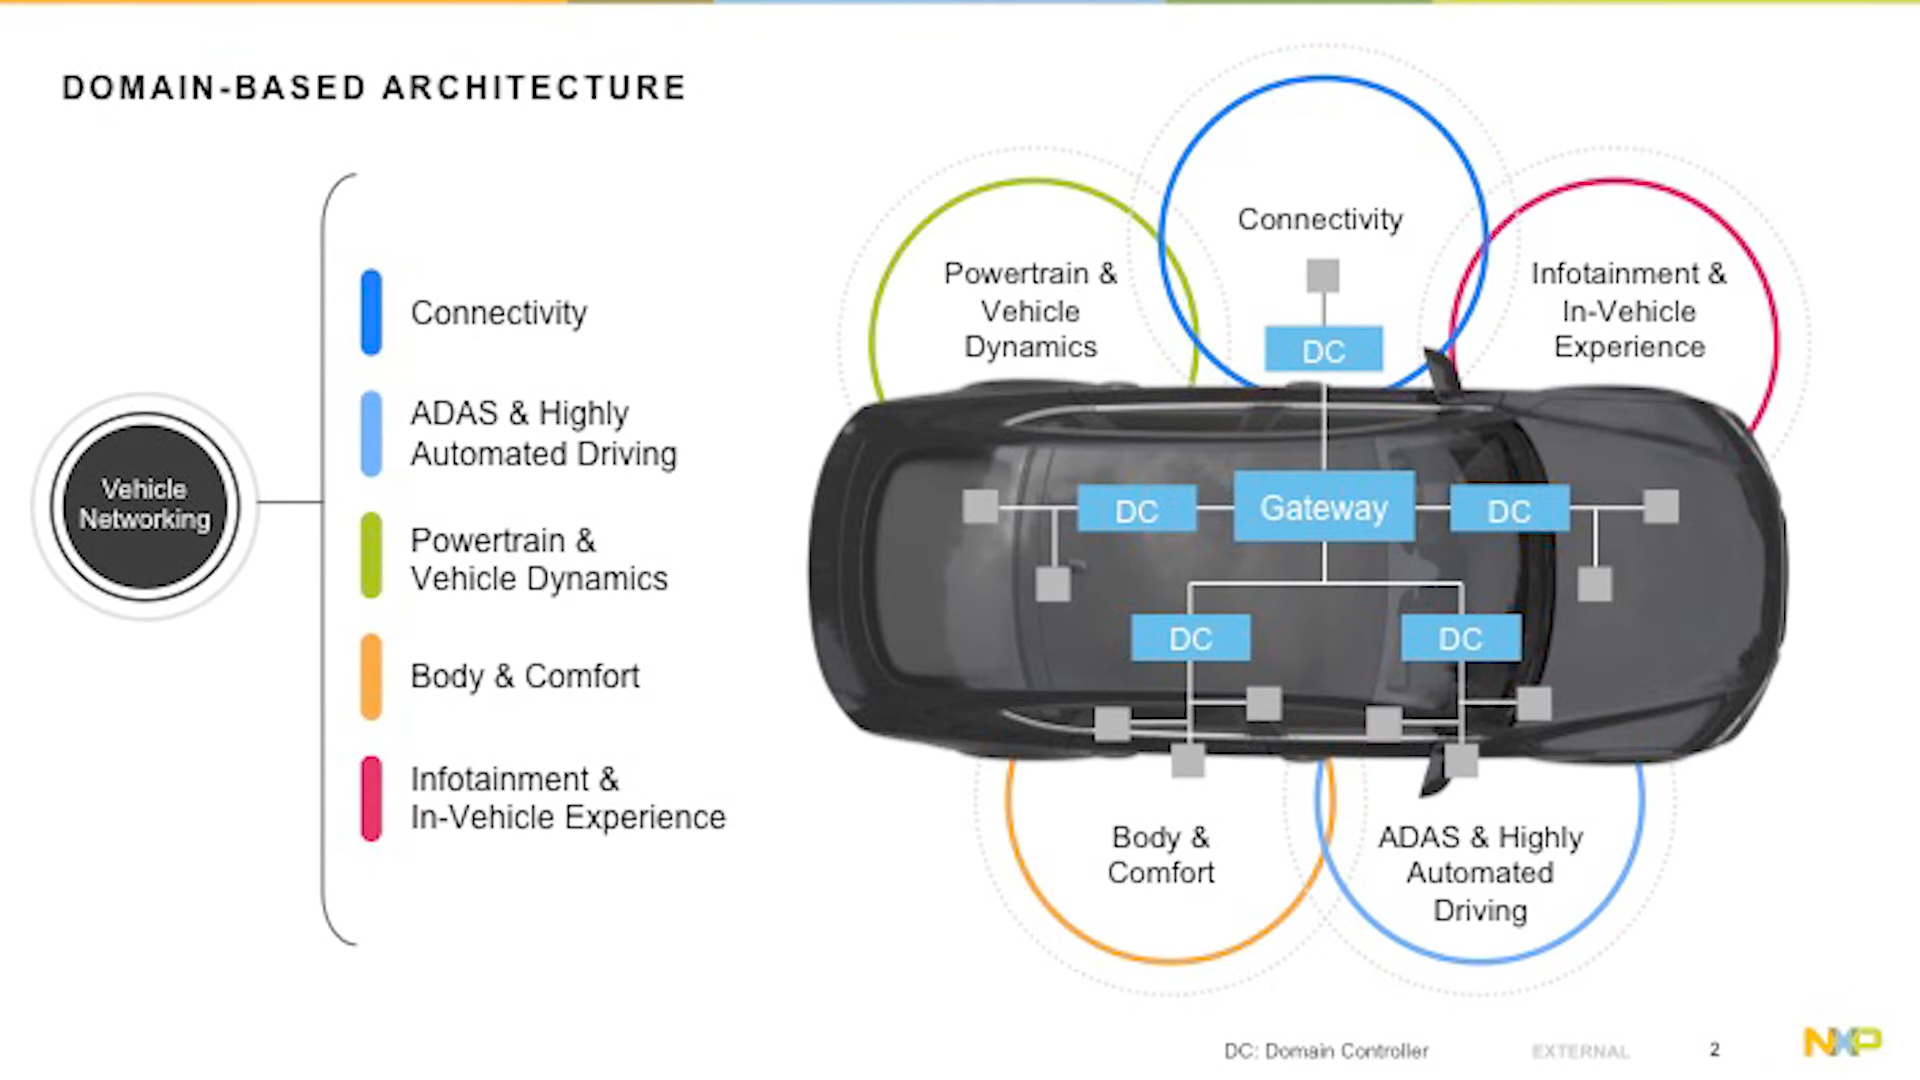 DOMAIN-BASED ARCHITECTURE
Vehicle
Networking
Connectivity
ADAS & Highly
Automated Driving
Powertrain &
Vehicle Dynamics
Body & Comfort
Infotainment &
In-Vehicle Experience
Connectivity
Powertrain &
Vehicle
Dynamics
Infotainment &
In-Vehicle
Experience
DC
DC
Gateway
DC
DC
DC
Body &
Comfort
ADAS & Highly
Automated
Driving
DC: Domain Controller
EXTERNAL
2
NXP